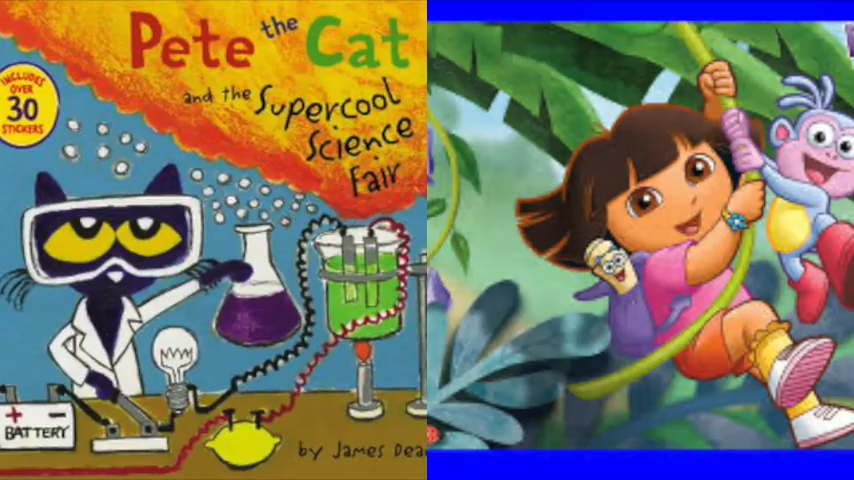 Pete the Cat
and the Supercool
Science
Fair
INCLUDES
OVER
30
STICKERS
+ -
BATTERY
by James Dea